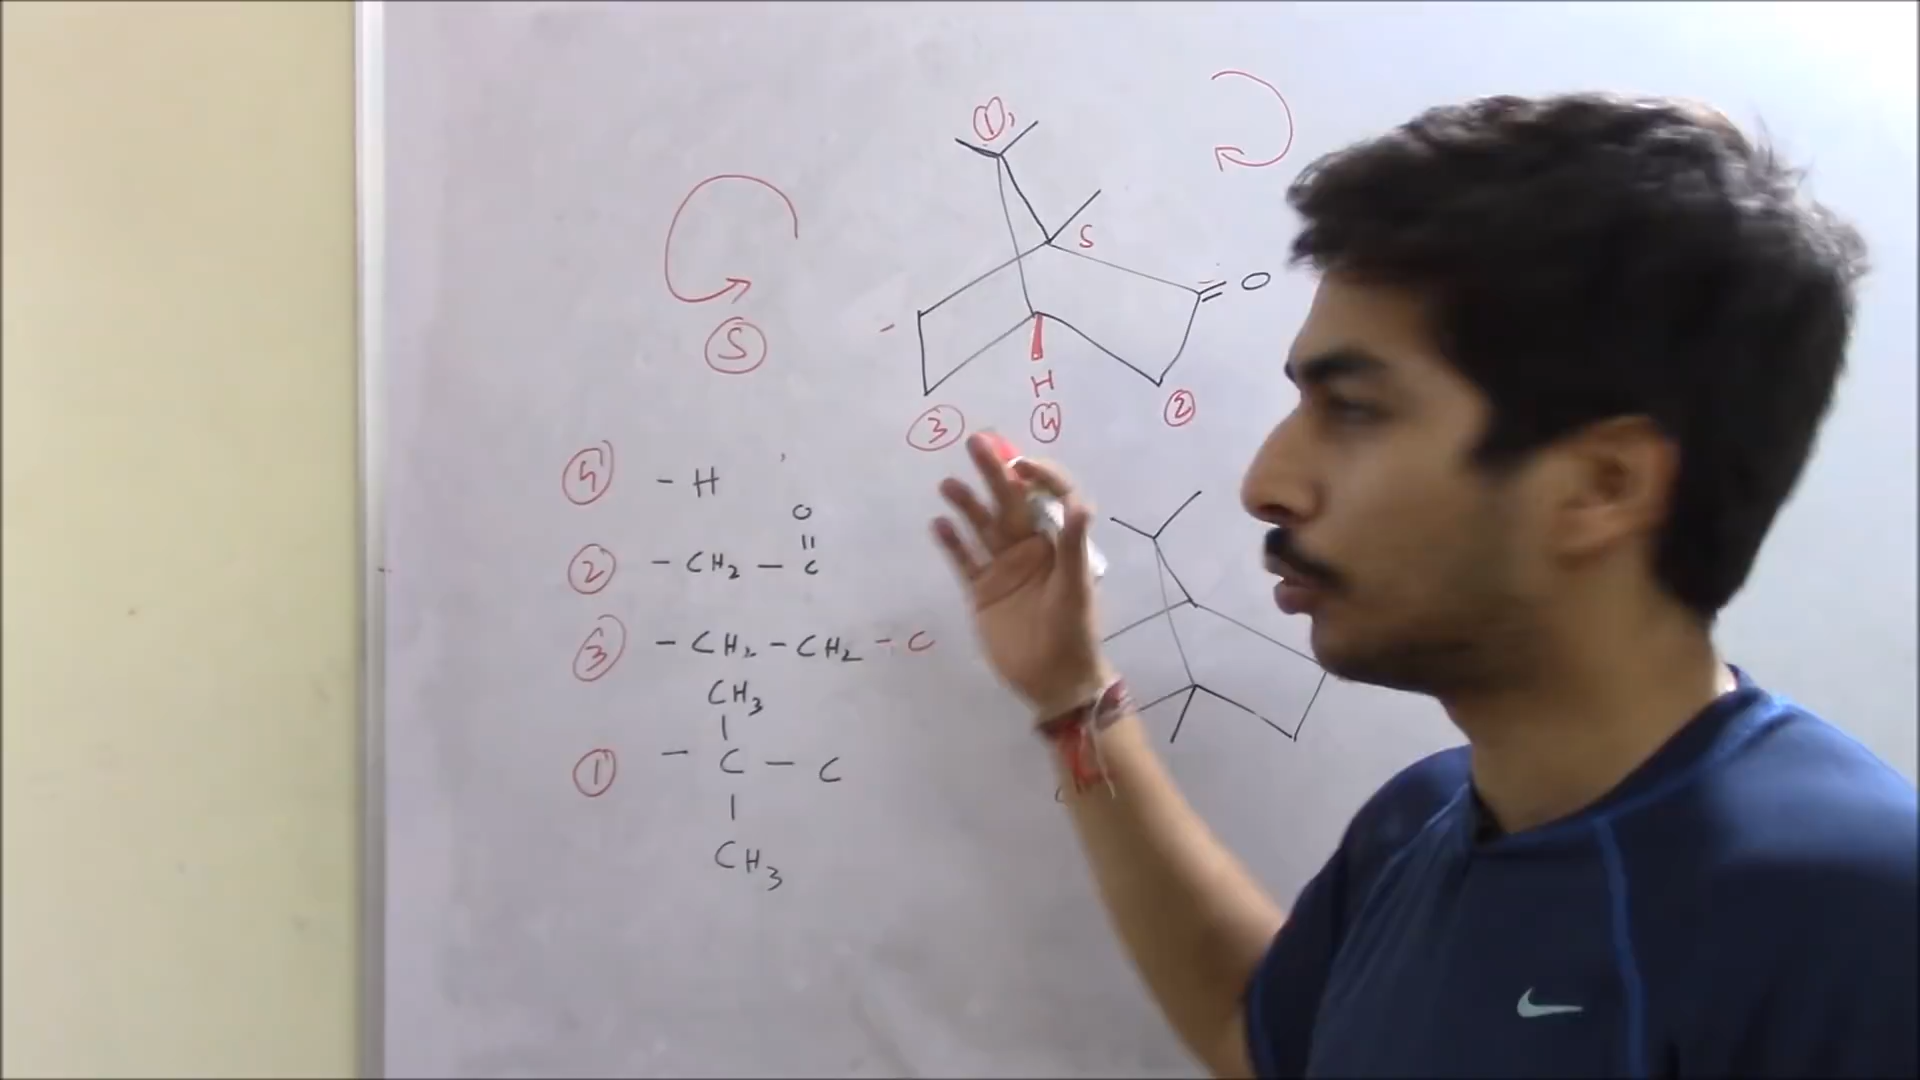 ①
S
O
S
H
③
④
②
④ - H
O
||
② - CH2 - C
③ - CH2 - CH2 - C
CH3
|
① - C - C
|
CH3